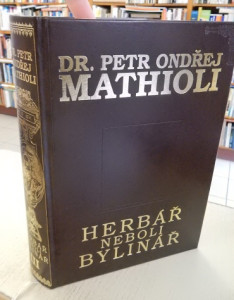 DR. PETR ONDŘEJ
MATHIOLI
HERBÁŘ
NEBOLI
BYLINÁŘ